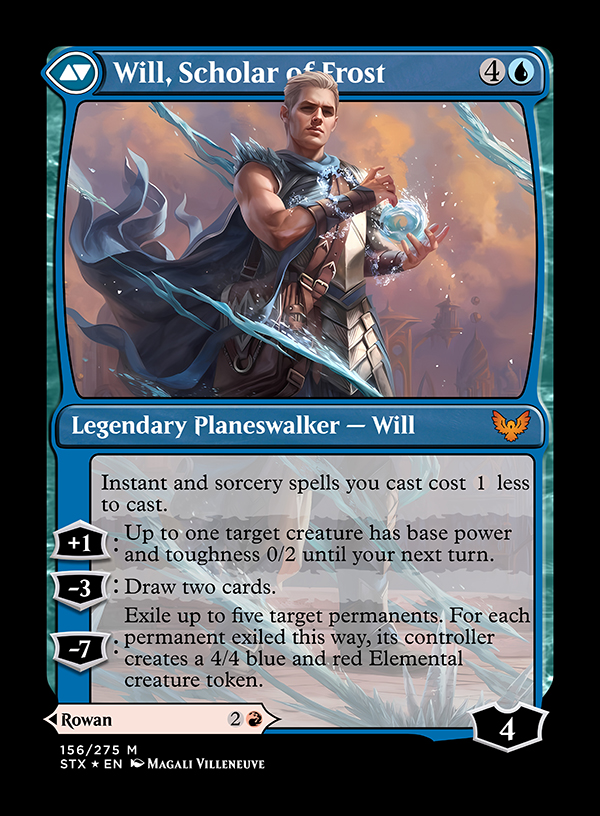 Will, Scholar of Frost 4
Legendary Planeswalker — Will
Instant and sorcery spells you cast cost 1 less
to cast.
+1 : Up to one target creature has base power
and toughness 0/2 until your next turn.
-3 : Draw two cards.
Exile up to five target permanents. For each
-7 : permanent exiled this way, its controller
creates a 4/4 blue and red Elemental
creature token.
Rowan 2
4
156/275 M
STX ★ EN Magali Villeneuve